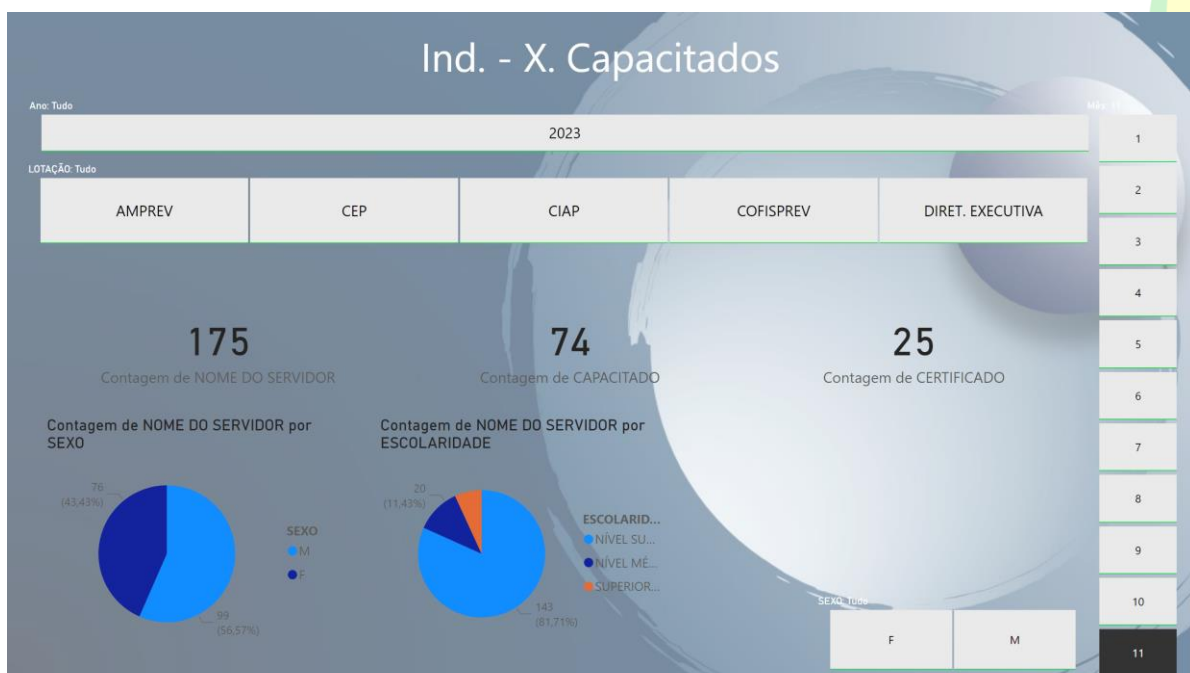 Ind. - X. Capacitados
Ano: Tudo
Mês: 11
2023
LOTAÇÃO: Tudo
AMPREV
CEP
CIAP
COFISPREV
DIRET. EXECUTIVA
1
2
3
4
5
6
7
8
9
10
11
175
Contagem de NOME DO SERVIDOR
74
Contagem de CAPACITADO
25
Contagem de CERTIFICADO
Contagem de NOME DO SERVIDOR por
SEXO
76
(43,43%)
99
(56,57%)
SEXO
M
F
Contagem de NOME DO SERVIDOR por
ESCOLARIDADE
20
(11,43%)
143
(81,71%)
ESCOLARID...
NÍVEL SU...
NÍVEL MÉ...
SUPERIOR...
SEXO: Tudo
F
M